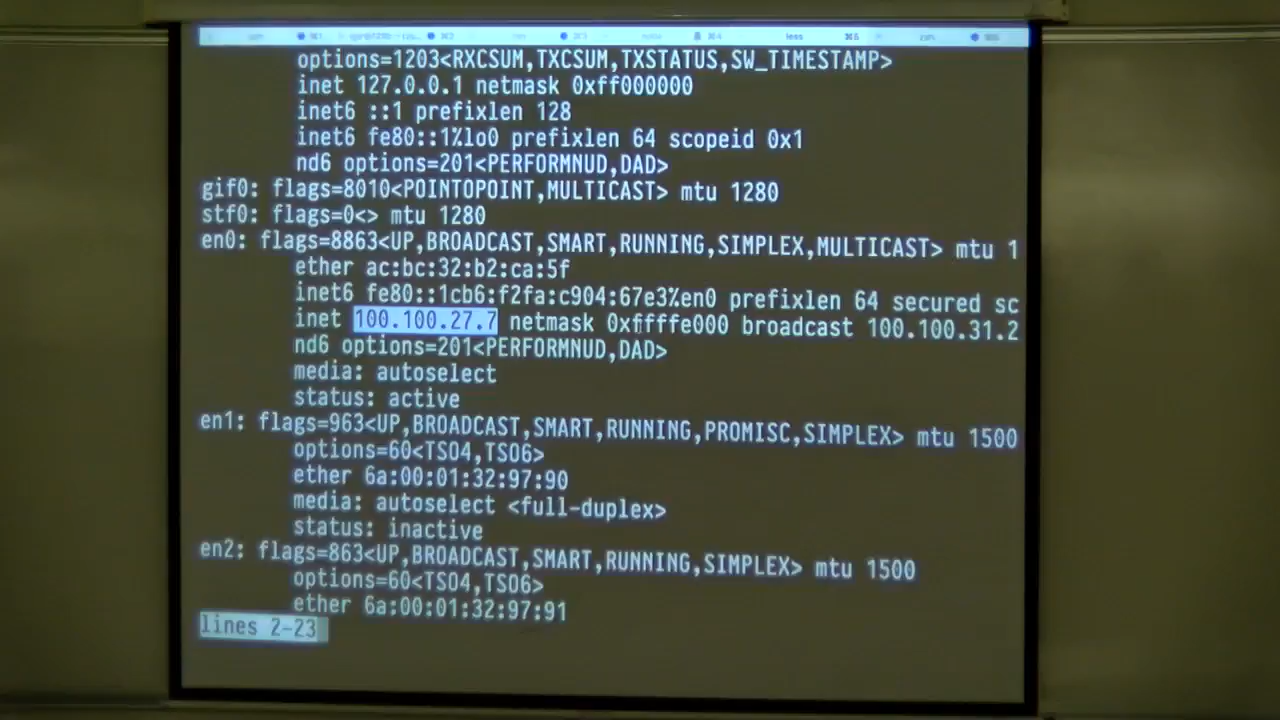 options=1203<RXCSUM,TXCSUM,TXSTATUS,SW_TIMESTAMP>
inet 127.0.0.1 netmask 0xff000000
inet6 ::1 prefixlen 128
inet6 fe80::1%lo0 prefixlen 64 scopeid 0x1
nd6 options=201<PERFORMNUD,DAD>
gif0: flags=8010<POINTOPOINT,MULTICAST> mtu 1280
stf0: flags=0<> mtu 1280
en0: flags=8863<UP,BROADCAST,SMART,RUNNING,SIMPLEX,MULTICAST> mtu 1
ether ac:bc:32:b2:ca:5f
inet6 fe80::1cb6:f2fa:c904:67e3%en0 prefixlen 64 secured sc
inet 100.100.27.7 netmask 0xffffe000 broadcast 100.100.31.2
nd6 options=201<PERFORMNUD,DAD>
media: autoselect
status: active
en1: flags=963<UP,BROADCAST,SMART,RUNNING,PROMISC,SIMPLEX> mtu 1500
options=60<TSO4,TSO6>
ether 6a:00:01:32:97:90
media: autoselect <full-duplex>
status: inactive
en2: flags=863<UP,BROADCAST,SMART,RUNNING,SIMPLEX> mtu 1500
options=60<TSO4,TSO6>
ether 6a:00:01:32:97:91
lines 2-23